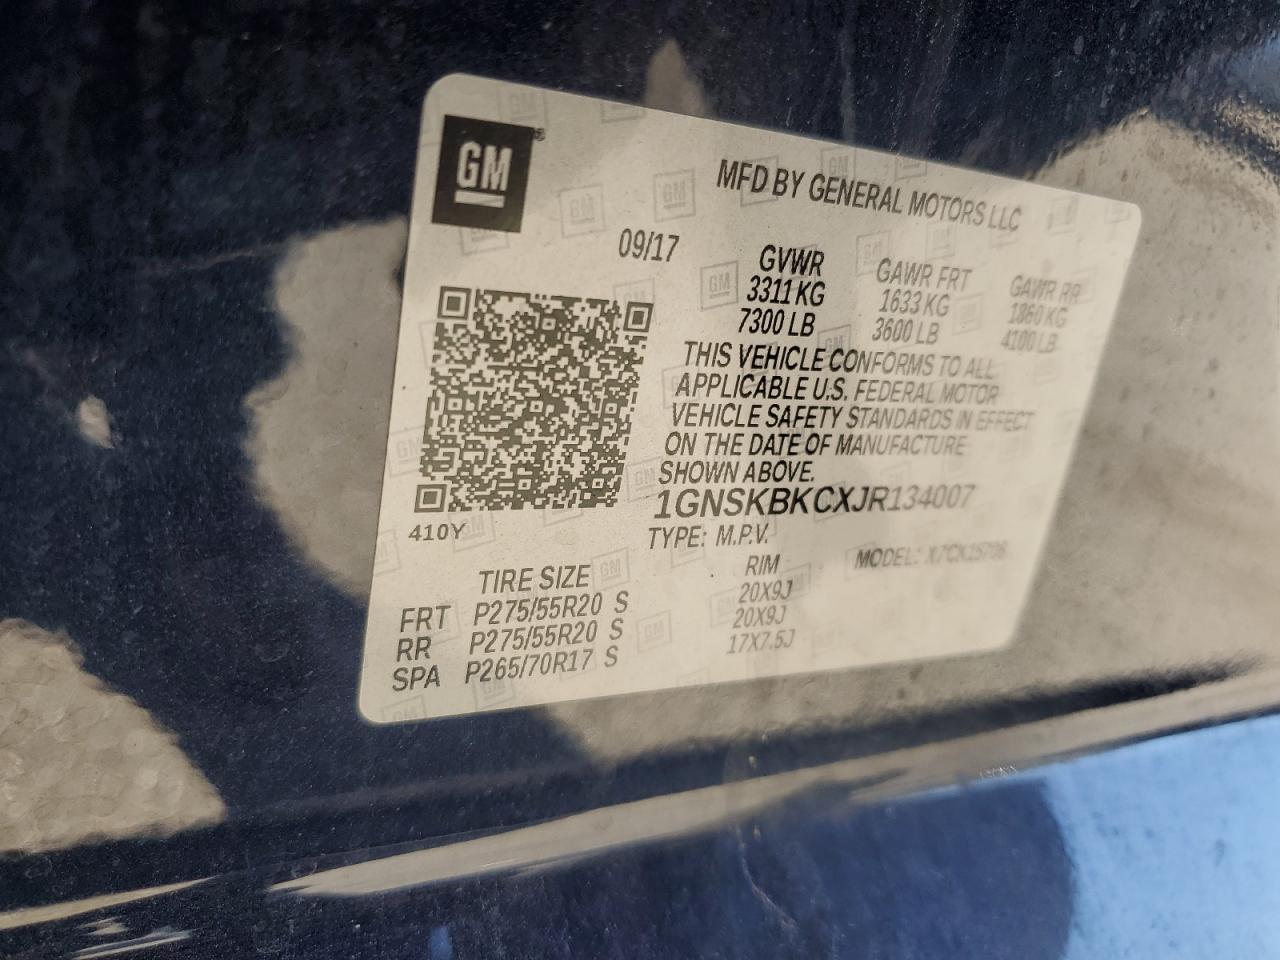 GM®
MFD BY GENERAL MOTORS LLC
09/17
GVWR GAWR FRT GAWR RR
3311 KG 1633 KG 1860 KG
7300 LB 3600 LB 4100 LB
THIS VEHICLE CONFORMS TO ALL
APPLICABLE U.S. FEDERAL MOTOR
VEHICLE SAFETY STANDARDS IN EFFECT
ON THE DATE OF MANUFACTURE
SHOWN ABOVE.
1GNSKBKCXJR134007
410Y
TYPE: M.P.V. MODEL:
TIRE SIZE RIM
FRT P275/55R20 S 20X9J
RR P275/55R20 S 20X9J
SPA P265/70R17 S 17X7.5J